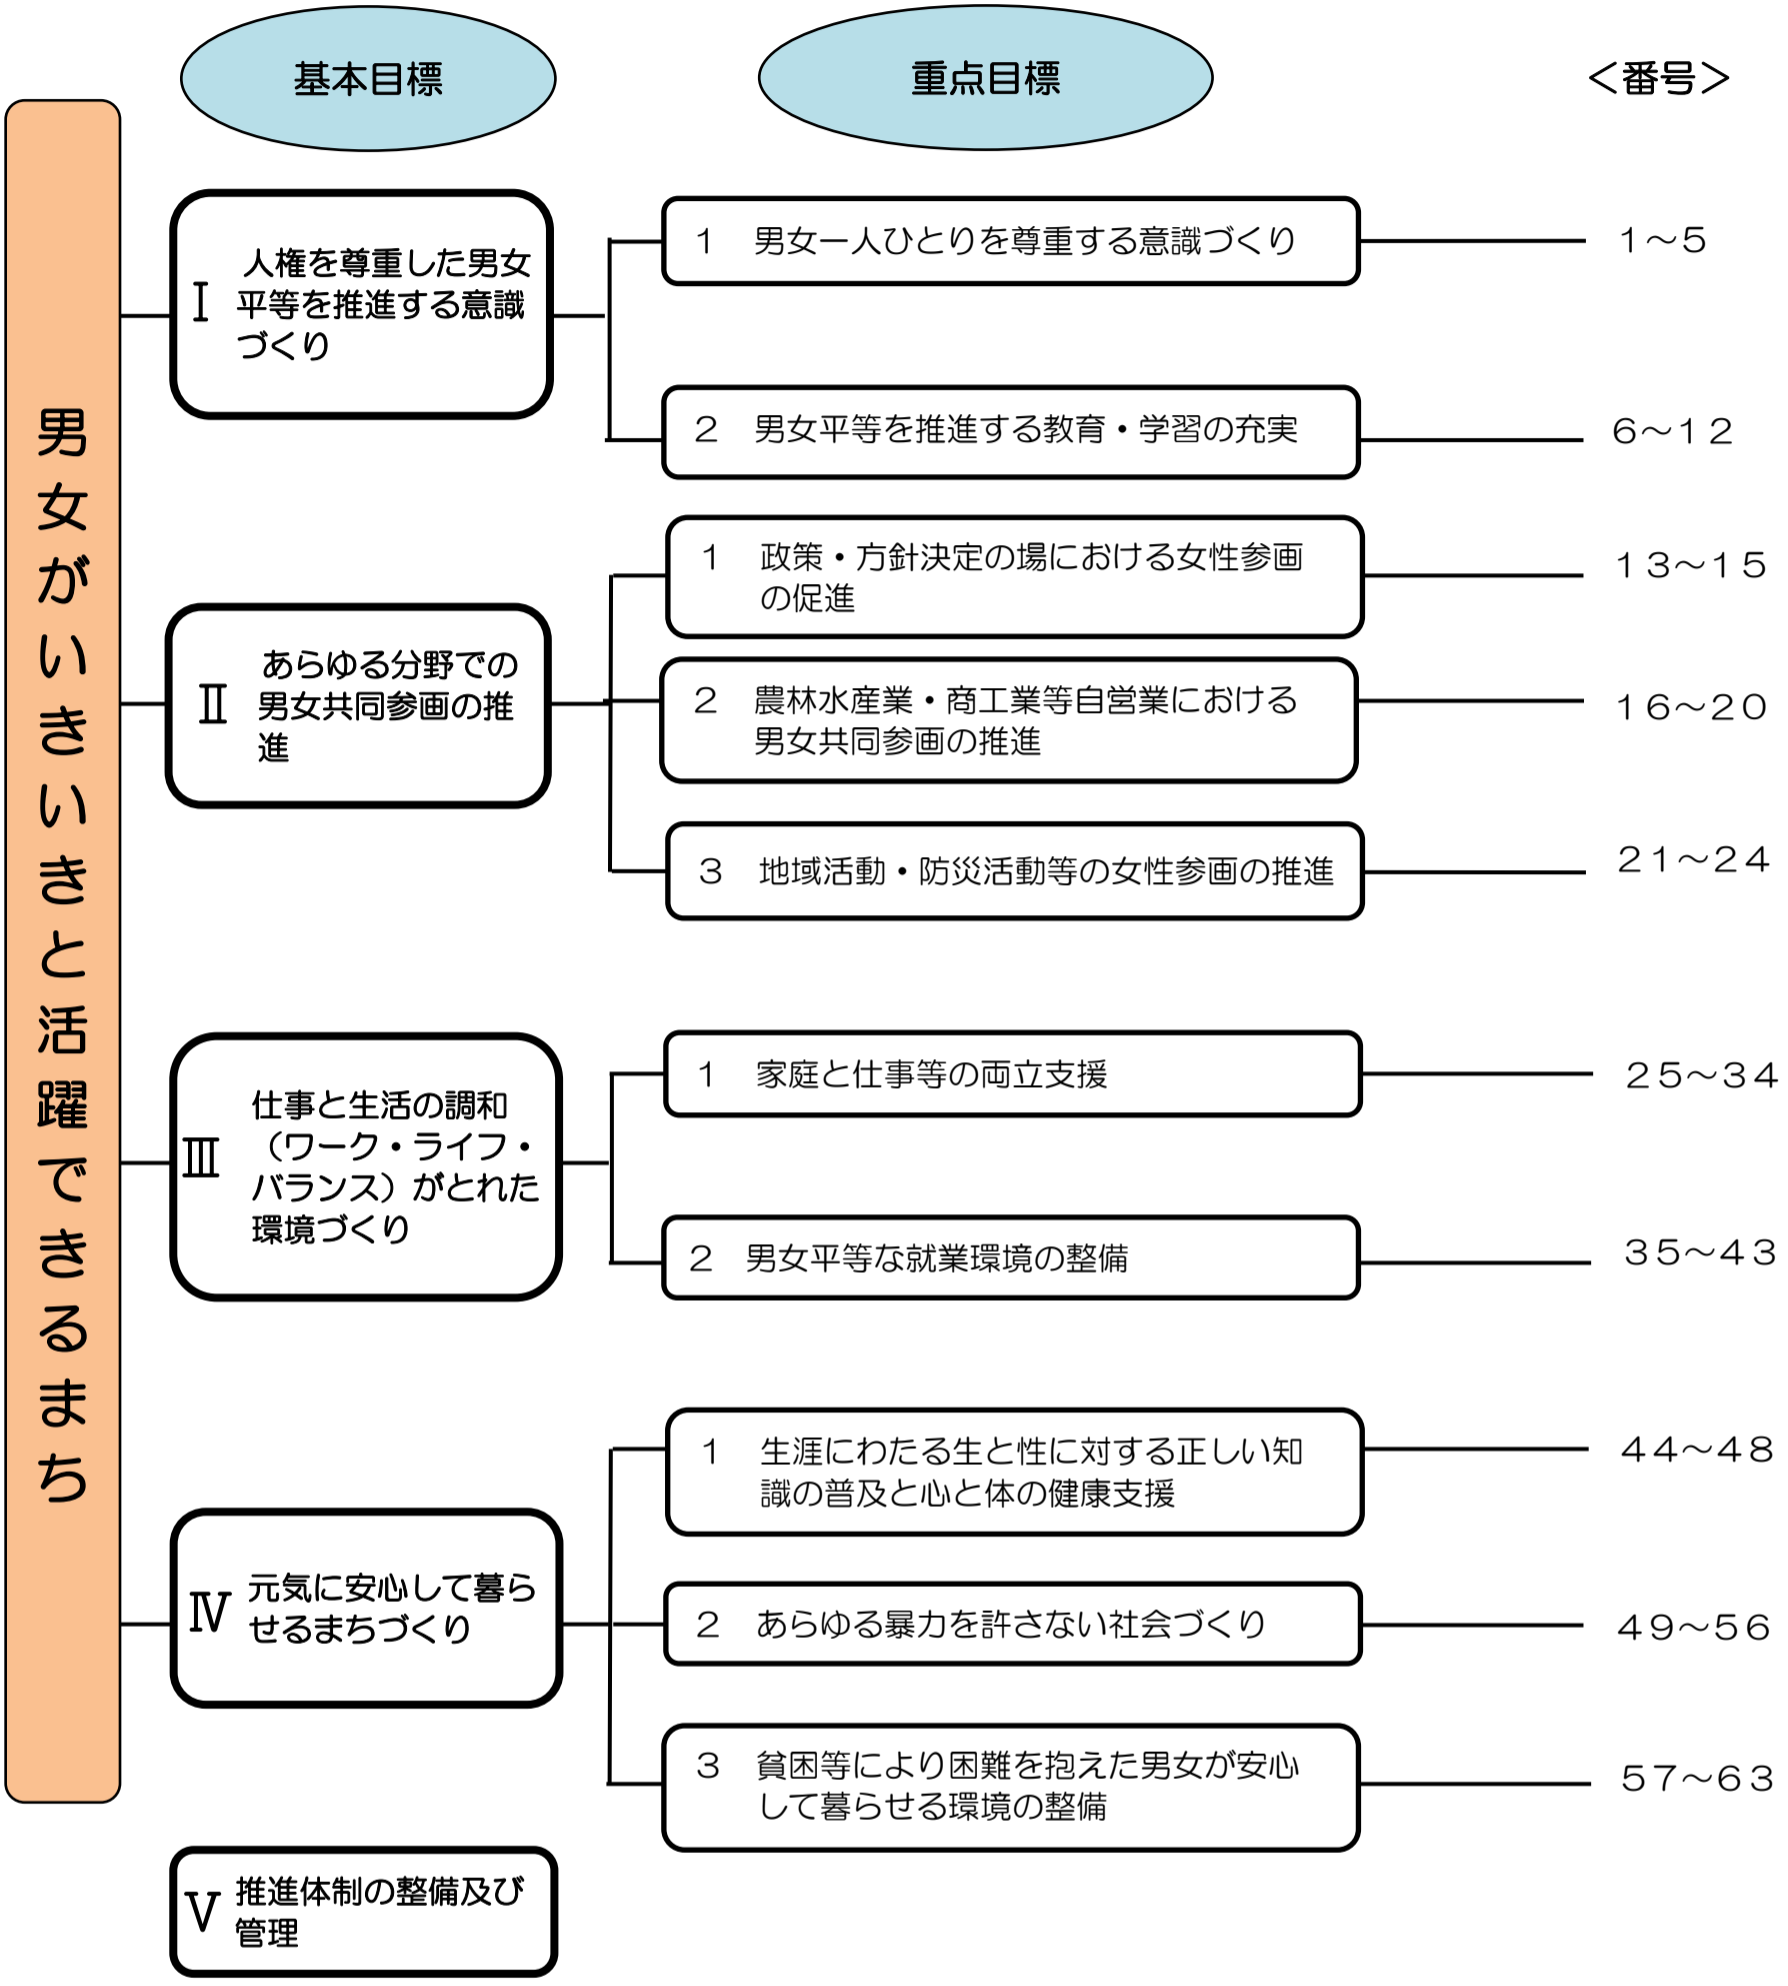 基本目標
重点目標
＜番号＞
男女がいきいきと活躍できるまち
Ⅰ
人権を尊重した男女
平等を推進する意識
づくり
1 男女一人ひとりを尊重する意識づくり
1～5
2 男女平等を推進する教育・学習の充実
6～12
Ⅱ
あらゆる分野での
男女共同参画の推
進
1 政策・方針決定の場における女性参画
の促進
13～15
2 農林水産業・商工業等自営業における
男女共同参画の推進
16～20
3 地域活動・防災活動等の女性参画の推進
21～24
Ⅲ
仕事と生活の調和
（ワーク・ライフ・
バランス）がとれた
環境づくり
1 家庭と仕事等の両立支援
25～34
2 男女平等な就業環境の整備
35～43
Ⅳ
元気に安心して暮ら
せるまちづくり
1 生涯にわたる生と性に対する正しい知
識の普及と心と体の健康支援
44～48
2 あらゆる暴力を許さない社会づくり
49～56
3 貧困等により困難を抱えた男女が安心
して暮らせる環境の整備
57～63
Ⅴ
推進体制の整備及び
管理